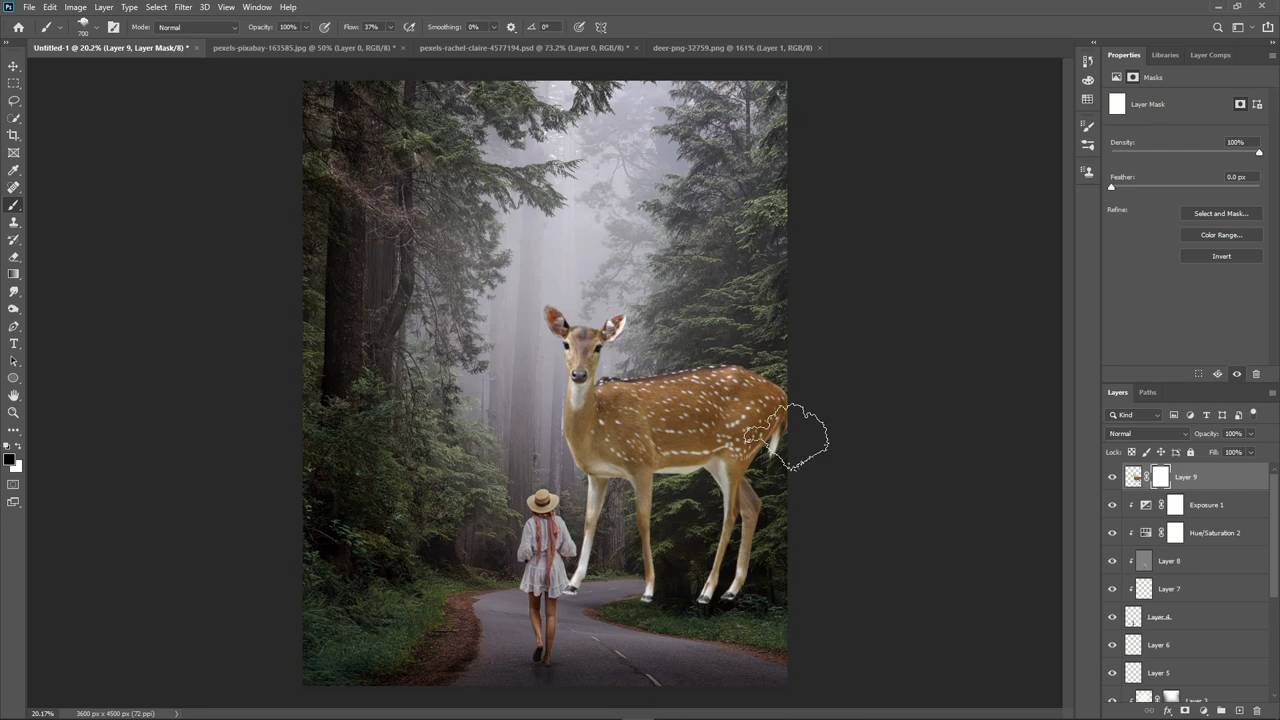 Ps File Edit Image Layer Type Select Filter 3D View Window Help
700 Mode: Normal Opacity: 100% Flow: 37% Smoothing: 0% 0°
Untitled-1 @ 20.2% (Layer 9, Layer Mask/8) * × pexels-pixabay-163585.jpg @ 50% (Layer 0, RGB/8) * × pexels-rachel-claire-4577194.psd @ 73.2% (Layer 0, RGB/8) * × deer-png-32759.png @ 161% (Layer 1, RGB/8) ×
Properties Libraries Layer Comps
Masks
Layer Mask
Density: 100%
Feather: 0.0 px
Refine: Select and Mask...
Color Range...
Invert
Layers Paths
Kind
Normal Opacity: 100%
Lock: Fill: 100%
Layer 9
Exposure 1
Hue/Saturation 2
Layer 8
Layer 7
Layer 4
Layer 6
Layer 5
20.17% 3600 px x 4500 px (72 ppi)